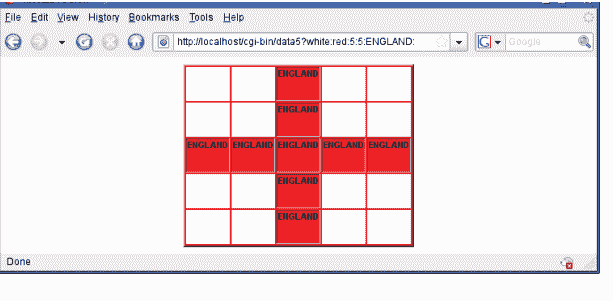 File Edit View History Bookmarks Tools Help
http://localhost/cgi-bin/data5?white:red:5:5:ENGLAND: G Google
ENGLAND
ENGLAND
ENGLAND ENGLAND ENGLAND ENGLAND ENGLAND
ENGLAND
ENGLAND
Done